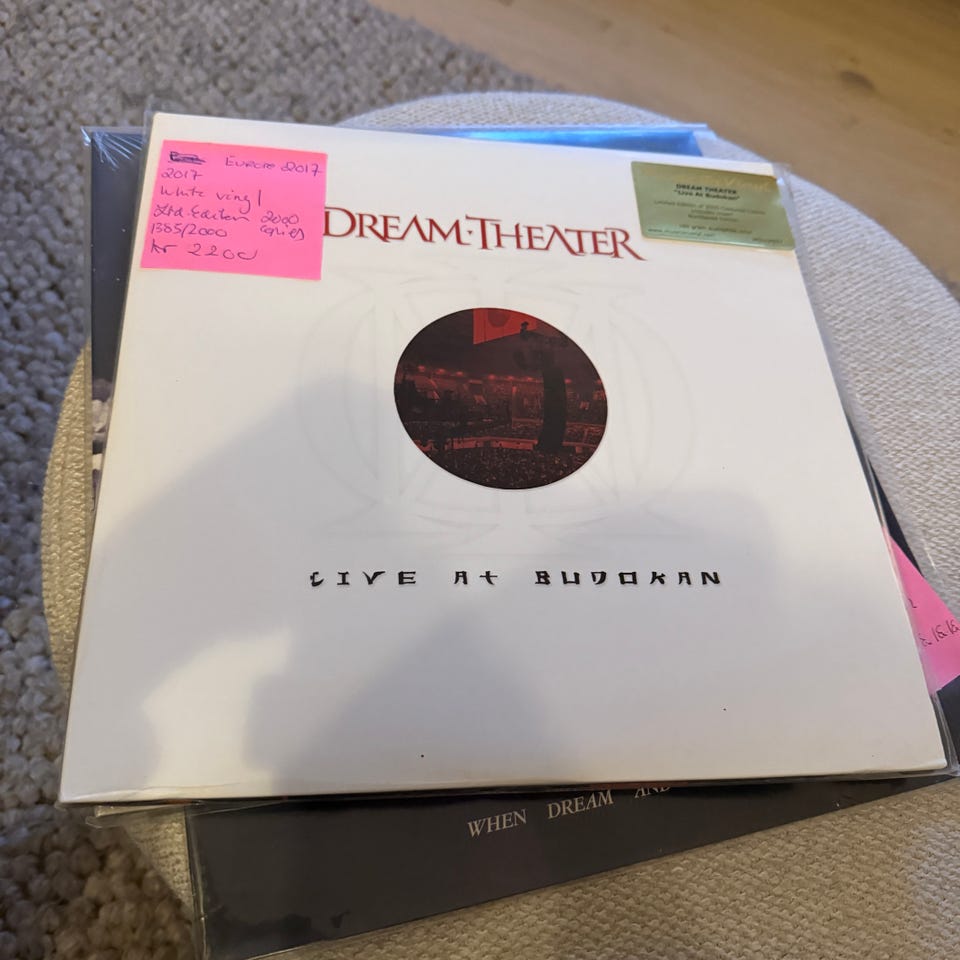 Europe 2017
2017
white vinyl
Ltd. Edition 2000
1385/2000 copies
kr 2200
DREAM THEATER
"Live At Budokan"
DREAM·THEATER
LIVE At BUDOKAN
WHEN DREAM AND